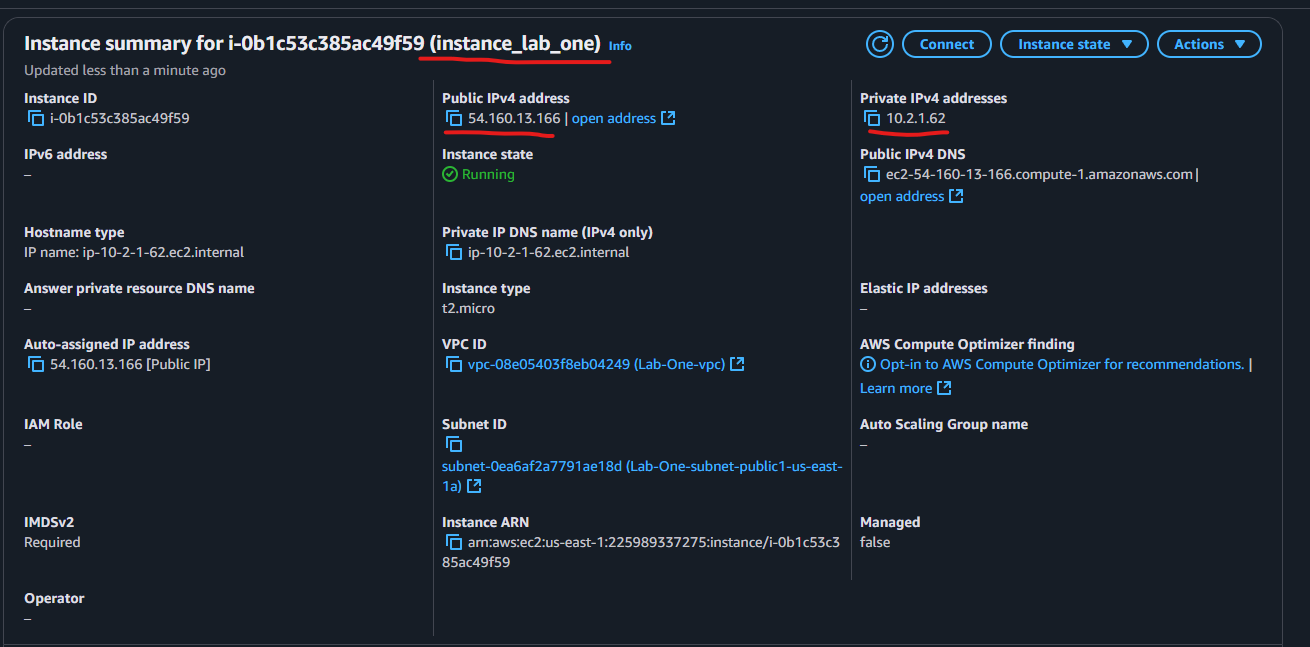 Instance summary for i-0b1c53c385ac49f59 (instance_lab_one) Info
Connect
Instance state
Actions
Updated less than a minute ago
Instance ID
i-0b1c53c385ac49f59
Public IPv4 address
54.160.13.166 | open address
Private IPv4 addresses
10.2.1.62
IPv6 address
–
Instance state
Running
Public IPv4 DNS
ec2-54-160-13-166.compute-1.amazonaws.com |
open address
Hostname type
IP name: ip-10-2-1-62.ec2.internal
Private IP DNS name (IPv4 only)
ip-10-2-1-62.ec2.internal
Answer private resource DNS name
–
Instance type
t2.micro
Elastic IP addresses
–
Auto-assigned IP address
54.160.13.166 [Public IP]
VPC ID
vpc-08e05403f8eb04249 (Lab-One-vpc)
AWS Compute Optimizer finding
Opt-in to AWS Compute Optimizer for recommendations. |
Learn more
IAM Role
–
Subnet ID
subnet-0ea6af2a7791ae18d (Lab-One-subnet-public1-us-east-
1a)
Auto Scaling Group name
–
IMDSv2
Required
Instance ARN
arn:aws:ec2:us-east-1:225989337275:instance/i-0b1c53c3
85ac49f59
Managed
false
Operator
–